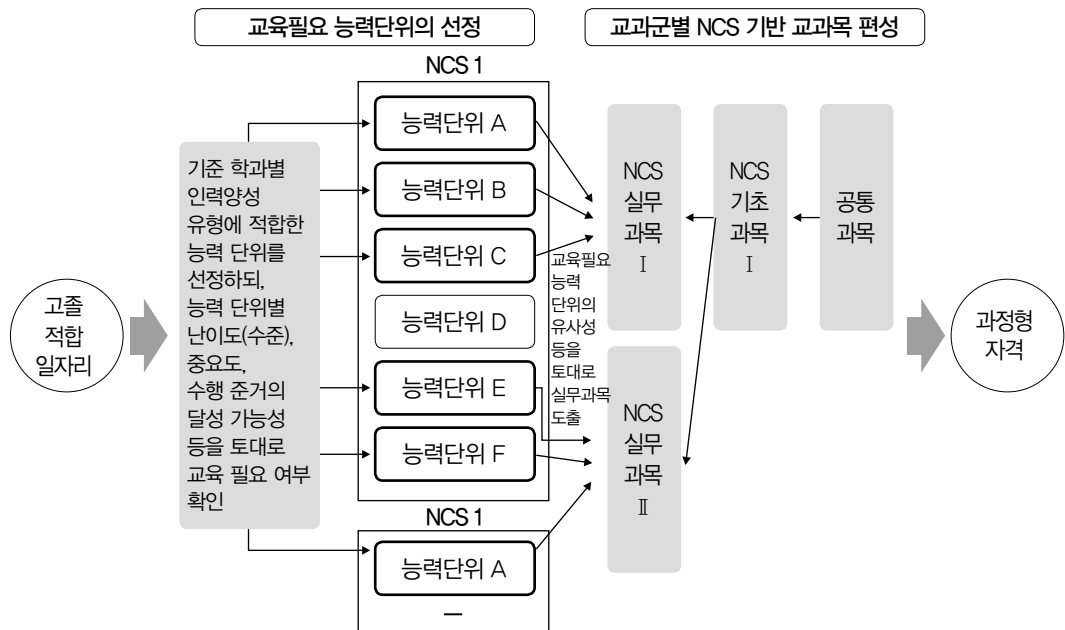 교육필요 능력단위의 선정
교과군별 NCS 기반 교과목 편성
고졸
적합
일자리
기준 학과별
인력양성
유형에 적합한
능력 단위를
선정하되,
능력 단위별
난이도(수준),
중요도,
수행 준거의
달성 가능성
등을 토대로
교육 필요 여부
확인
NCS 1
능력단위 A
능력단위 B
능력단위 C
능력단위 D
능력단위 E
능력단위 F
NCS 1
능력단위 A
교육필요
능력
단위의
유사성
등을
토대로
실무과목
도출
NCS
실무
과목
Ⅰ
NCS
실무
과목
Ⅱ
NCS
기초
과목
Ⅰ
공통
과목
과정형
자격